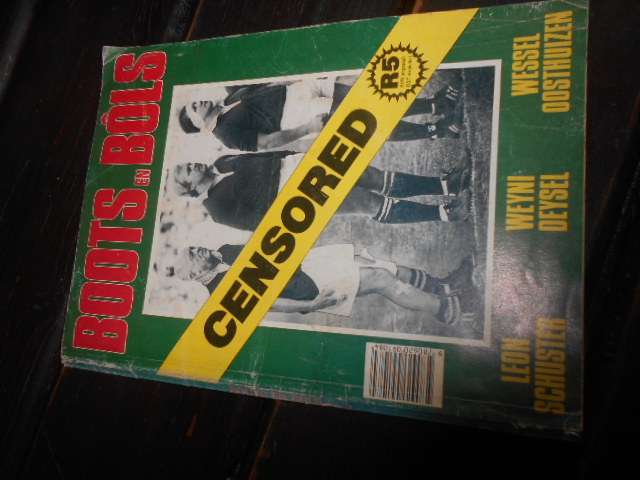 BOOTS EN BÔLS
CENSORED
R5
LEON
SCHUSTER
WEYNI
DEYSEL
WESSEL
OOSTHUIZEN